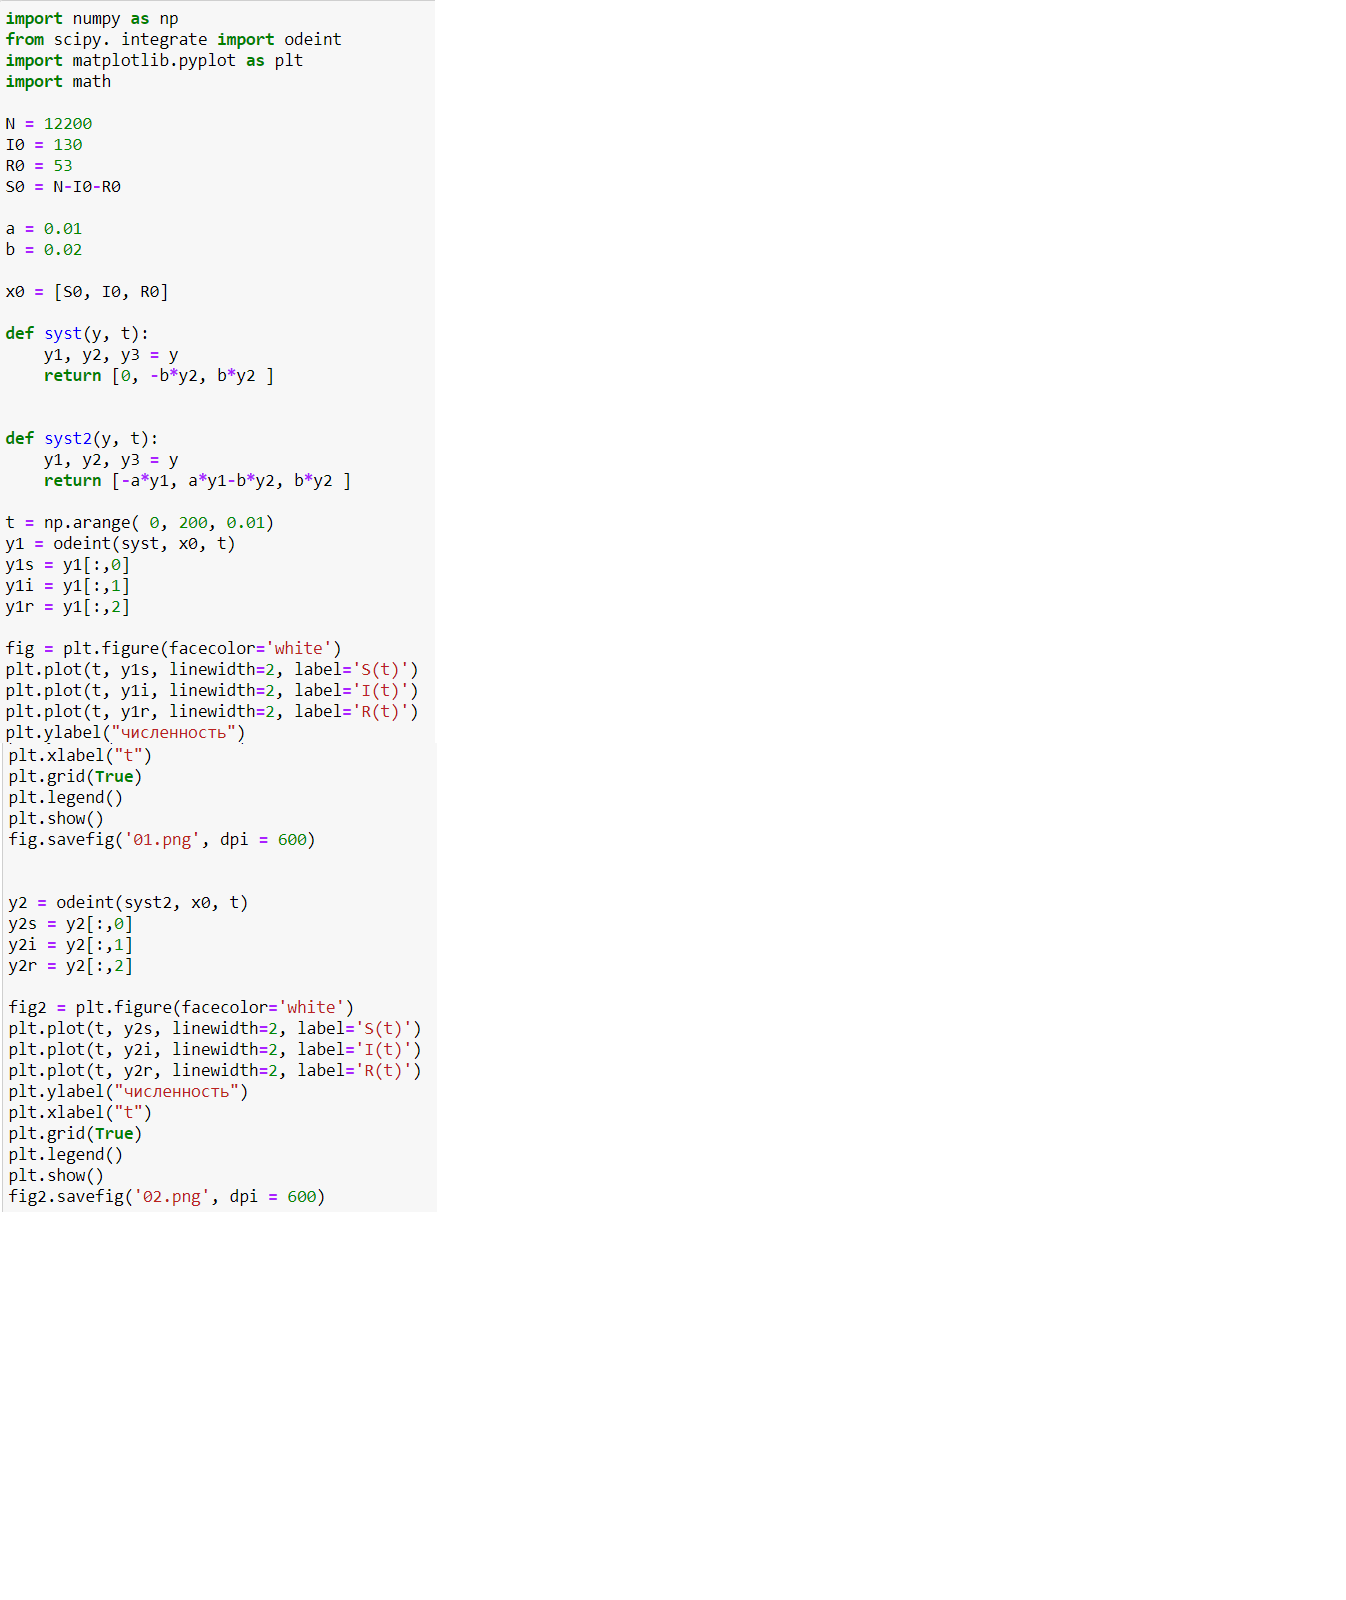 import numpy as np
from scipy. integrate import odeint
import matplotlib.pyplot as plt
import math
N = 12200
I0 = 130
R0 = 53
S0 = N-I0-R0
a = 0.01
b = 0.02
x0 = [S0, I0, R0]
def syst(y, t):
    y1, y2, y3 = y
    return [0, -b*y2, b*y2 ]
def syst2(y, t):
    y1, y2, y3 = y
    return [-a*y1, a*y1-b*y2, b*y2 ]
t = np.arange( 0, 200, 0.01)
y1 = odeint(syst, x0, t)
y1s = y1[:,0]
y1i = y1[:,1]
y1r = y1[:,2]
fig = plt.figure(facecolor='white')
plt.plot(t, y1s, linewidth=2, label='S(t)')
plt.plot(t, y1i, linewidth=2, label='I(t)')
plt.plot(t, y1r, linewidth=2, label='R(t)')
plt.ylabel("численность")
plt.xlabel("t")
plt.grid(True)
plt.legend()
plt.show()
fig.savefig('01.png', dpi = 600)
y2 = odeint(syst2, x0, t)
y2s = y2[:,0]
y2i = y2[:,1]
y2r = y2[:,2]
fig2 = plt.figure(facecolor='white')
plt.plot(t, y2s, linewidth=2, label='S(t)')
plt.plot(t, y2i, linewidth=2, label='I(t)')
plt.plot(t, y2r, linewidth=2, label='R(t)')
plt.ylabel("численность")
plt.xlabel("t")
plt.grid(True)
plt.legend()
plt.show()
fig2.savefig('02.png', dpi = 600)